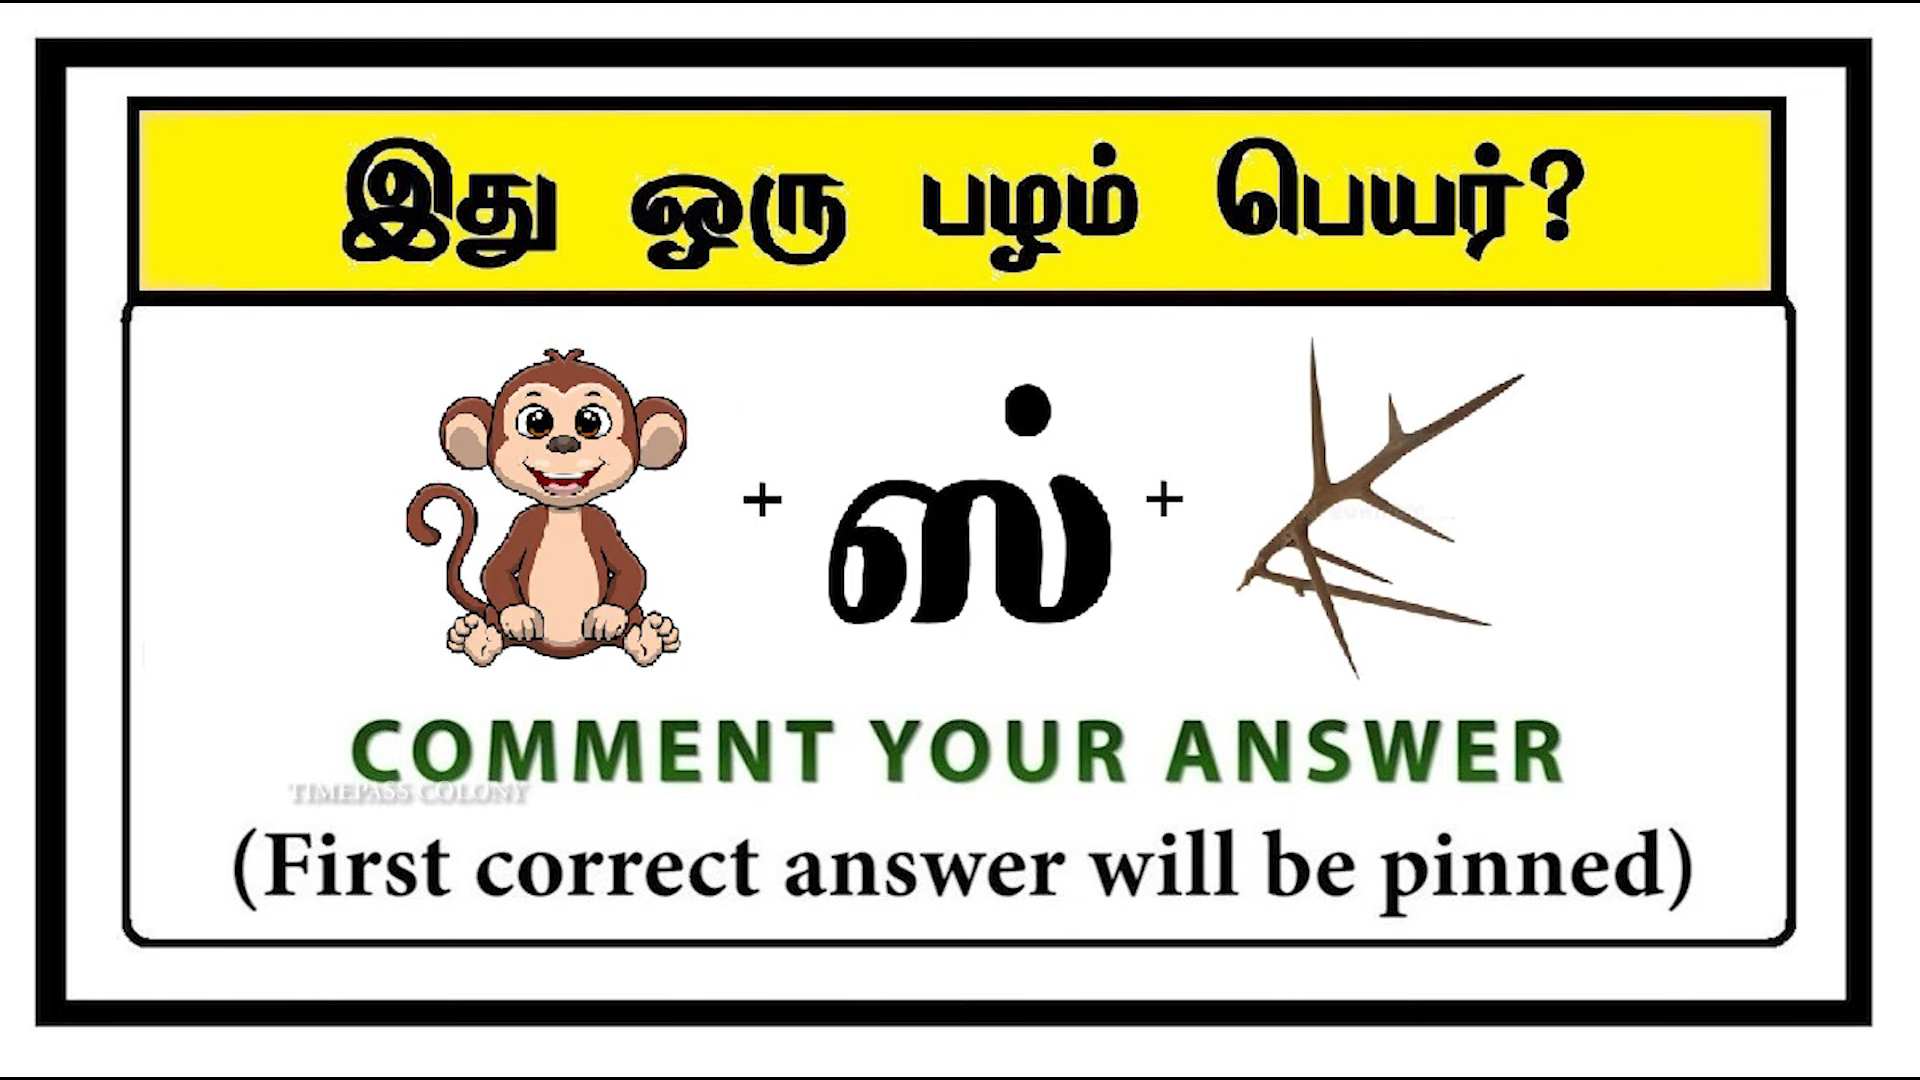 இது ஒரு பழம் பெயர்?
+ ஸ் +
COMMENT YOUR ANSWER
TIMEPASS COLONY
(First correct answer will be pinned)